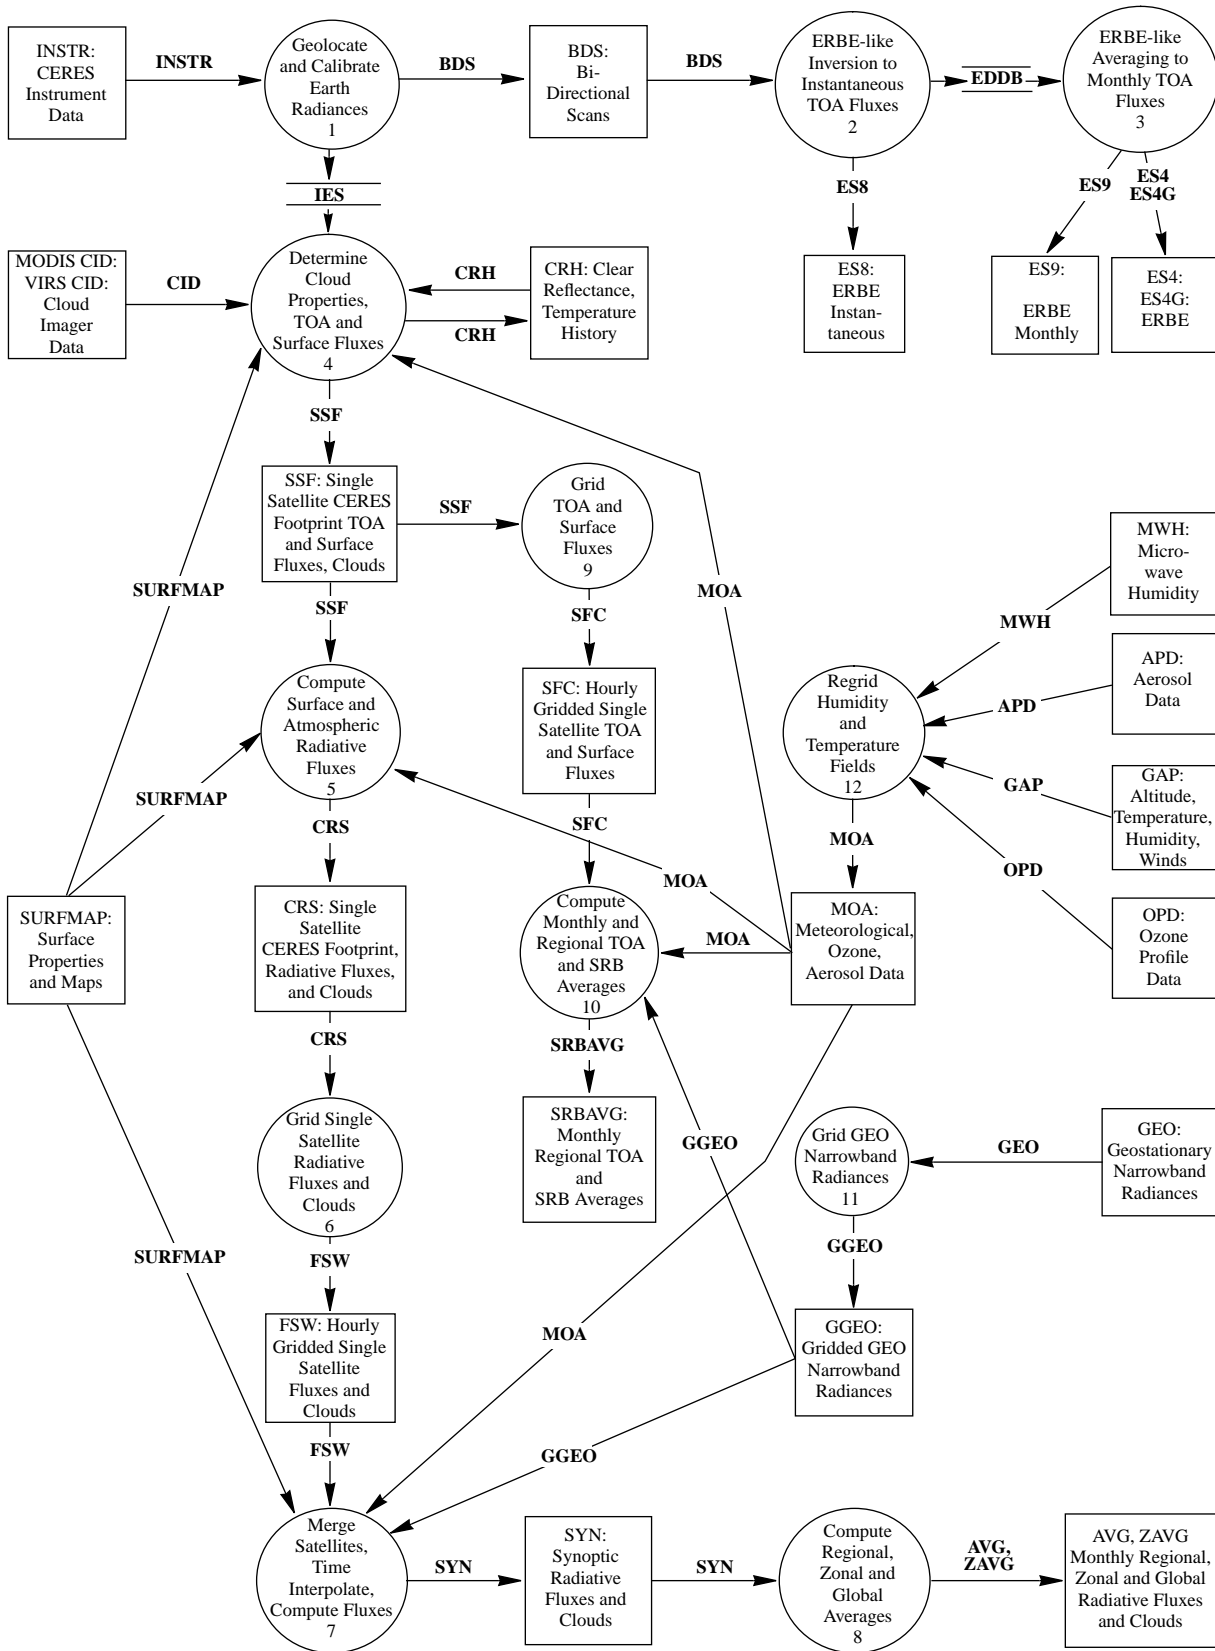 INSTR:
CERES
Instrument
Data
INSTR
Geolocate
and Calibrate
Earth
Radiances
1
BDS
BDS:
Bi-
Directional
Scans
BDS
ERBE-like
Inversion to
Instantaneous
TOA Fluxes
2
EDDB
ERBE-like
Averaging to
Monthly TOA
Fluxes
3
IES
ES8
ES9
ES4
ES4G
MODIS CID:
VIRS CID:
Cloud
Imager
Data
CID
Determine
Cloud
Properties,
TOA and
Surface Fluxes
4
CRH
CRH
CRH: Clear
Reflectance,
Temperature
History
ES8:
ERBE
Instan-
taneous
ES9:
ERBE
Monthly
ES4:
ES4G:
ERBE
SSF
SSF: Single
Satellite CERES
Footprint TOA
and Surface
Fluxes, Clouds
SSF
Grid
TOA and
Surface
Fluxes
9
MWH:
Micro-
wave
Humidity
SURFMAP
SSF
SFC
MOA
MWH
Compute
Surface and
Atmospheric
Radiative
Fluxes
5
SFC: Hourly
Gridded Single
Satellite TOA
and Surface
Fluxes
Regrid
Humidity
and
Temperature
Fields
12
APD
APD:
Aerosol
Data
SURFMAP
GAP
GAP:
Altitude,
Temperature,
Humidity,
Winds
CRS
SFC
MOA
MOA
OPD
SURFMAP:
Surface
Properties
and Maps
CRS: Single
Satellite
CERES Footprint,
Radiative Fluxes,
and Clouds
Compute
Monthly and
Regional TOA
and SRB
Averages
10
MOA
MOA:
Meteorological,
Ozone,
Aerosol Data
OPD:
Ozone
Profile
Data
CRS
SRBAVG
Grid Single
Satellite
Radiative
Fluxes and
Clouds
6
SRBAVG:
Monthly
Regional TOA
and
SRB Averages
GGEO
Grid GEO
Narrowband
Radiances
11
GEO
GEO:
Geostationary
Narrowband
Radiances
SURFMAP
FSW
GGEO
FSW: Hourly
Gridded Single
Satellite
Fluxes and
Clouds
MOA
GGEO:
Gridded GEO
Narrowband
Radiances
FSW
GGEO
Merge
Satellites,
Time
Interpolate,
Compute Fluxes
7
SYN
SYN:
Synoptic
Radiative
Fluxes and
Clouds
SYN
Compute
Regional,
Zonal and
Global
Averages
8
AVG,
ZAVG
AVG, ZAVG
Monthly Regional,
Zonal and Global
Radiative Fluxes
and Clouds